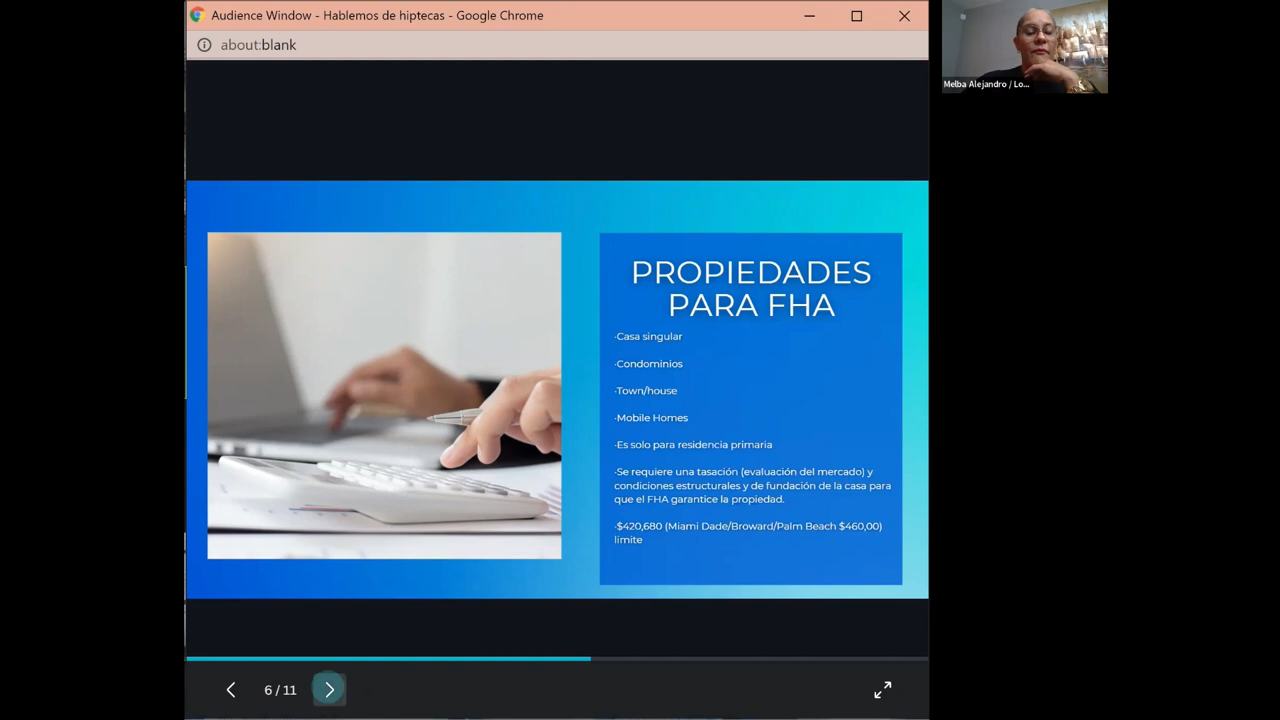 Audience Window - Hablemos de hiptecas - Google Chrome
about:blank
Melba Alejandro / Lo...
PROPIEDADES
PARA FHA
·Casa singular
·Condominios
·Town/house
·Mobile Homes
·Es solo para residencia primaria
·Se requiere una tasación (evaluación del mercado) y
condiciones estructurales y de fundación de la casa para
que el FHA garantice la propiedad.
·$420,680 (Miami Dade/Broward/Palm Beach $460,00)
limite
6 / 11